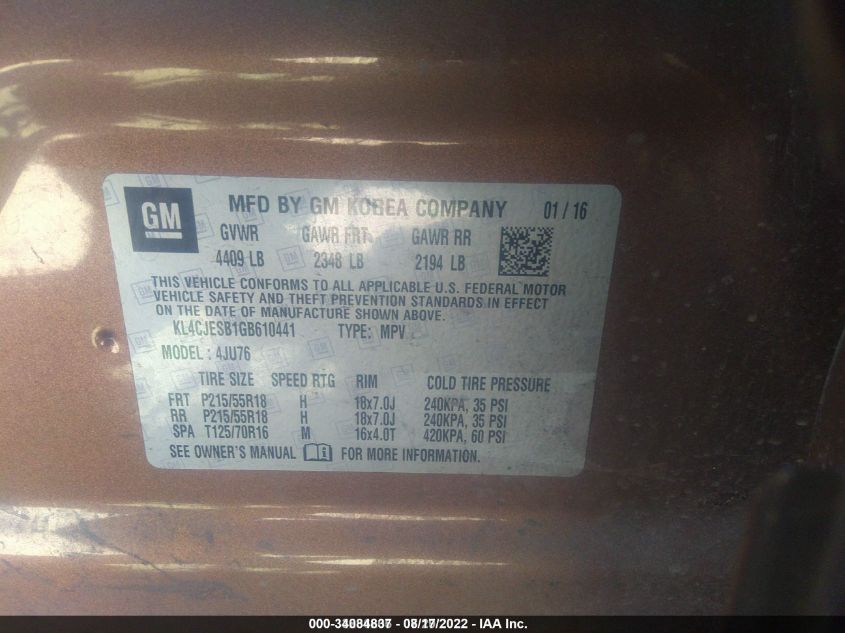 GM MFD BY GM KOREA COMPANY 01 / 16
GVWR GAWR FRT GAWR RR
4409 LB 2348 LB 2194 LB
THIS VEHICLE CONFORMS TO ALL APPLICABLE U.S. FEDERAL MOTOR
VEHICLE SAFETY AND THEFT PREVENTION STANDARDS IN EFFECT
ON THE DATE OF MANUFACTURE SHOWN ABOVE.
KL4CJESB1GB610441 TYPE: MPV
MODEL: 4JU76
TIRE SIZE SPEED RTG RIM COLD TIRE PRESSURE
FRT P215/55R18 H 18x7.0J 240KPA, 35 PSI
RR P215/55R18 H 18x7.0J 240KPA, 35 PSI
SPA T125/70R16 M 16x4.0T 420KPA, 60 PSI
SEE OWNER'S MANUAL FOR MORE INFORMATION.
- IAA Inc.